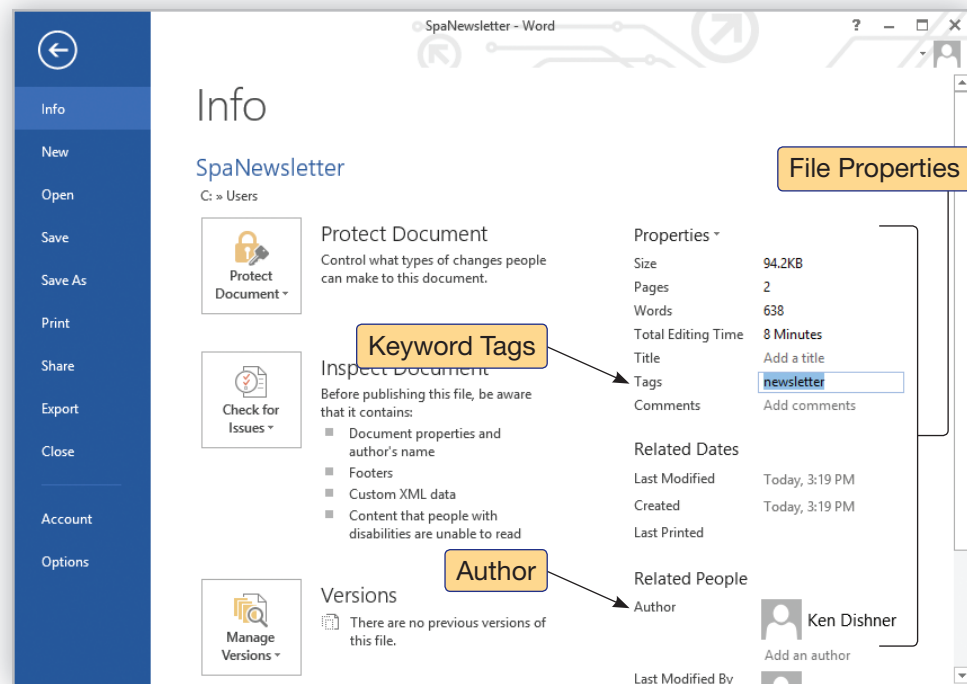 SpaNewsletter - Word
?
Info
New
Open
Save
Save As
Print
Share
Export
Close
Account
Options
Info
SpaNewsletter
C: » Users
Protect Document
Protect Document
Control what types of changes people
can make to this document.
Check for Issues
Inspect Document
Before publishing this file, be aware
that it contains:
Document properties and
author's name
Footers
Custom XML data
Content that people with
disabilities are unable to read
Manage Versions
Versions
There are no previous versions of
this file.
File Properties
Properties
Size 94.2KB
Pages 2
Words 638
Total Editing Time 8 Minutes
Title Add a title
Keyword Tags
Tags newsletter
Comments Add comments
Related Dates
Last Modified Today, 3:19 PM
Created Today, 3:19 PM
Last Printed
Related People
Author
Author Ken Dishner
Add an author
Last Modified By